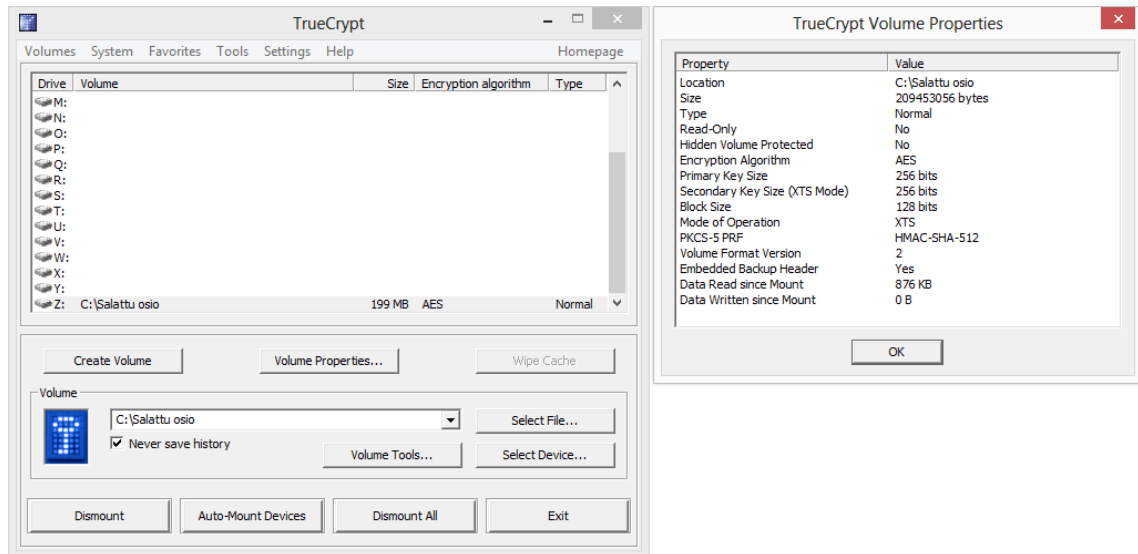 TrueCrypt
Volumes System Favorites Tools Settings Help Homepage
Drive Volume Size Encryption algorithm Type
M:
N:
O:
P:
Q:
R:
S:
T:
U:
V:
W:
X:
Y:
Z: C:\Salattu osio 199 MB AES Normal
Create Volume Volume Properties... Wipe Cache
Volume
C:\Salattu osio Select File...
Never save history
Volume Tools... Select Device...
Dismount Auto-Mount Devices Dismount All Exit
TrueCrypt Volume Properties
Property Value
Location C:\Salattu osio
Size 209453056 bytes
Type Normal
Read-Only No
Hidden Volume Protected No
Encryption Algorithm AES
Primary Key Size 256 bits
Secondary Key Size (XTS Mode) 256 bits
Block Size 128 bits
Mode of Operation XTS
PKCS-5 PRF HMAC-SHA-512
Volume Format Version 2
Embedded Backup Header Yes
Data Read since Mount 876 KB
Data Written since Mount 0 B
OK